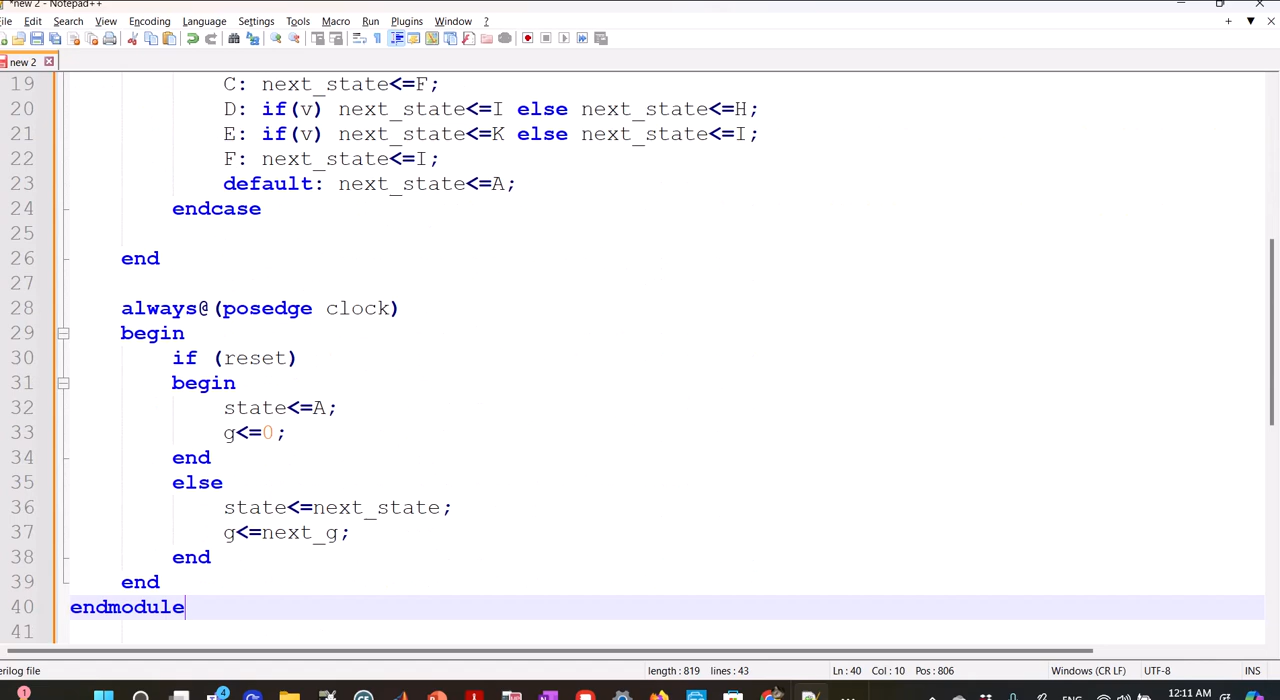 *new 2 - Notepad++
File Edit Search View Encoding Language Settings Tools Macro Run Plugins Window ?
new 2
19 C: next_state<=F;
20 D: if(v) next_state<=I else next_state<=H;
21 E: if(v) next_state<=K else next_state<=I;
22 F: next_state<=I;
23 default: next_state<=A;
24 endcase
25
26 end
27
28 always@(posedge clock)
29 begin
30 if (reset)
31 begin
32 state<=A;
33 g<=0;
34 end
35 else
36 state<=next_state;
37 g<=next_g;
38 end
39 end
40 endmodule
41
erilog file length : 819 lines : 43 Ln : 40 Col : 10 Pos : 806 Windows (CR LF) UTF-8 INS
1 4 ENG 12:11 AM